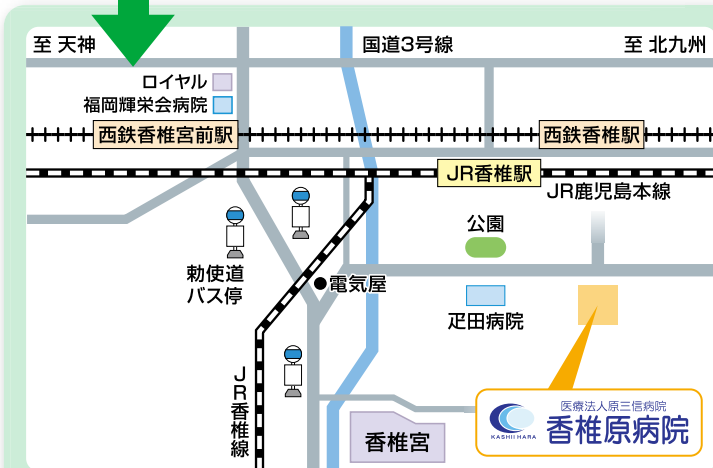 至 天神
国道3号線
至 北九州
ロイヤル
福岡輝栄会病院
西鉄香椎宮前駅
西鉄香椎駅
JR香椎駅
JR鹿児島本線
公園
勅使道
バス停
電気屋
疋田病院
JR香椎線
香椎宮
医療法人原三信病院
KASHII HARA
香椎原病院